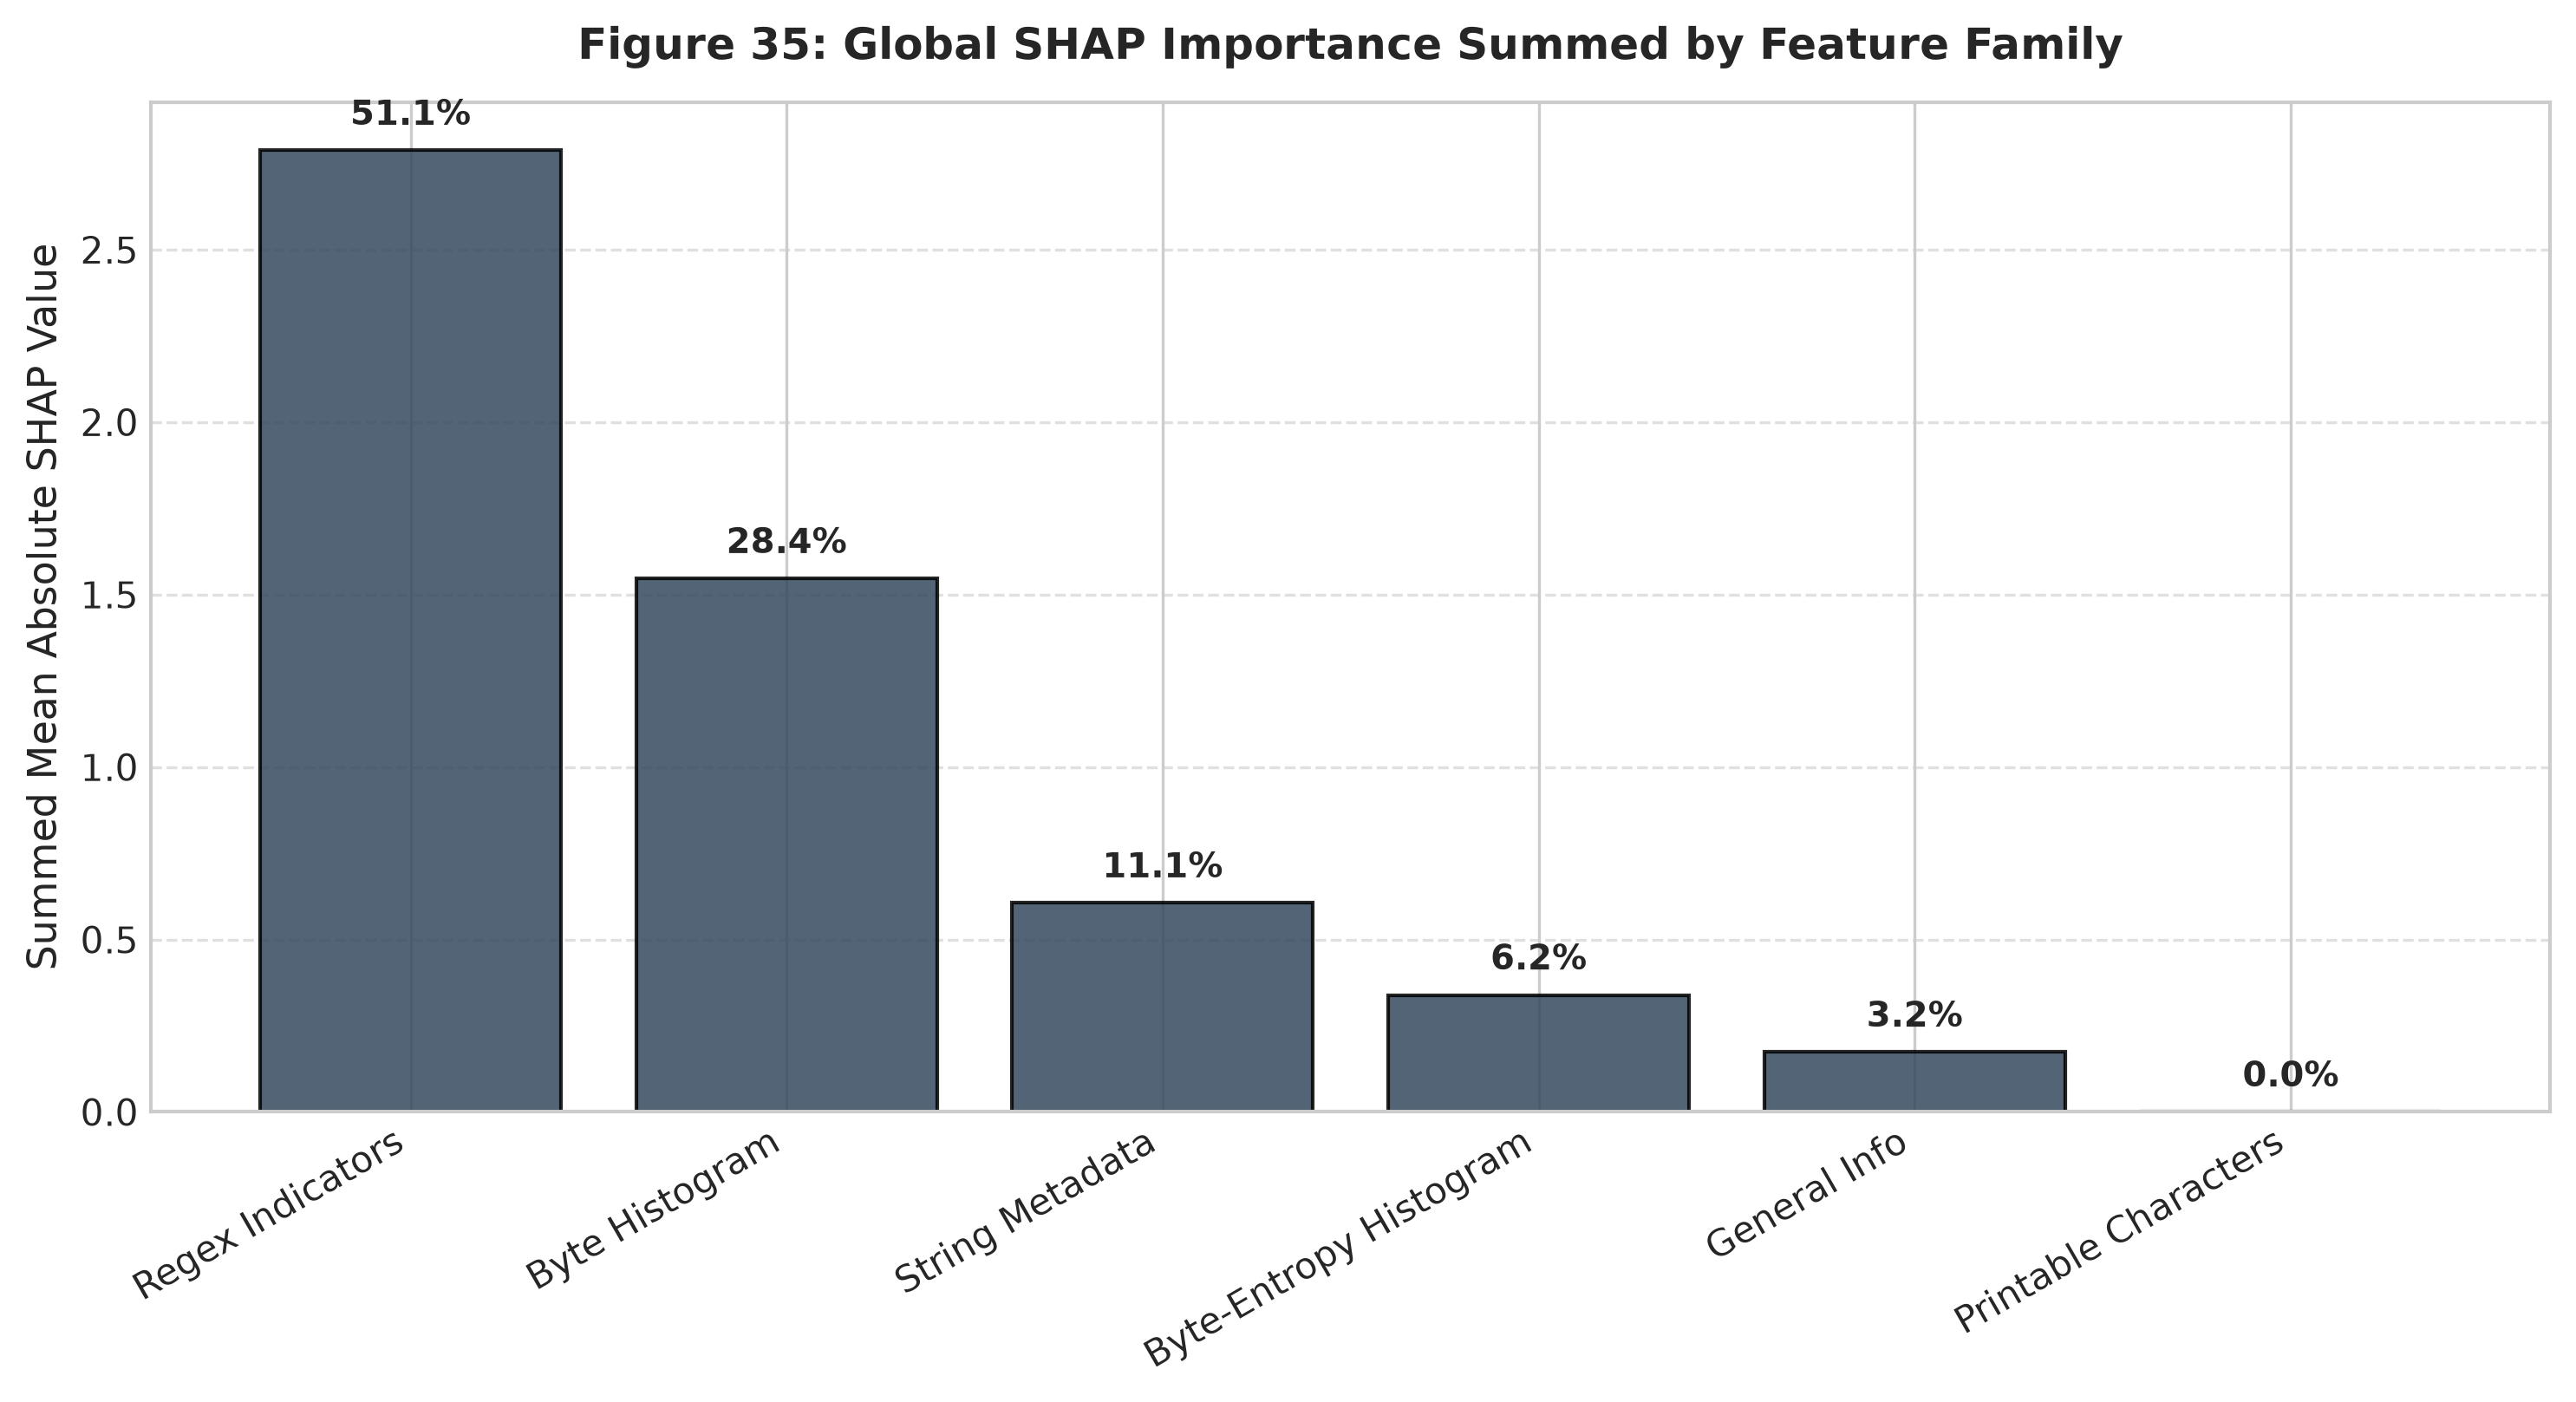 Figure 35: Global SHAP Importance Summed by Feature Family
Summed Mean Absolute SHAP Value
2.5
2.0
1.5
1.0
0.5
0.0
51.1%
28.4%
11.1%
6.2%
3.2%
0.0%
Regex Indicators
Byte Histogram
String Metadata
Byte-Entropy Histogram
General Info
Printable Characters